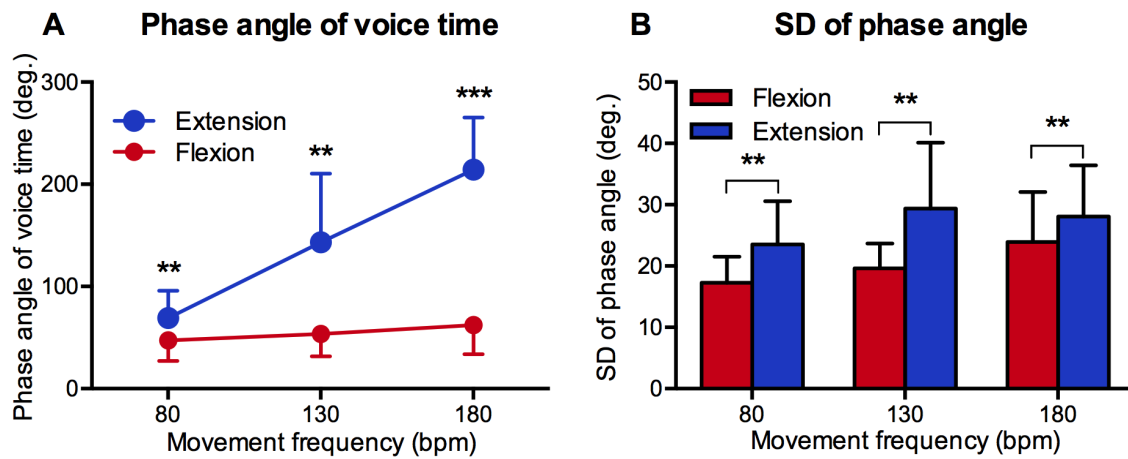 A Phase angle of voice time
Phase angle of voice time (deg.)
300
200
100
0
Extension
Flexion
**
**
***
80 130 180
Movement frequency (bpm)
B SD of phase angle
SD of phase angle (deg.)
50
40
30
20
10
0
Flexion
Extension
**
**
**
80 130 180
Movement frequency (bpm)